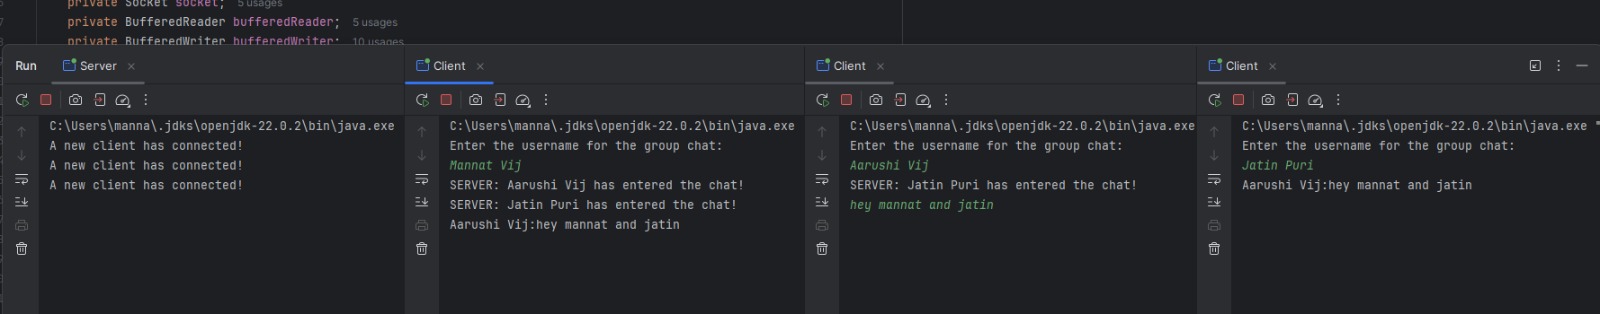 private Socket socket; 5 usages
private BufferedReader bufferedReader; 5 usages
private BufferedWriter bufferedWriter; 10 usages
Run Server Client Client Client
C:\Users\manna\.jdks\openjdk-22.0.2\bin\java.exe
A new client has connected!
A new client has connected!
A new client has connected!
C:\Users\manna\.jdks\openjdk-22.0.2\bin\java.exe
Enter the username for the group chat:
Mannat Vij
SERVER: Aarushi Vij has entered the chat!
SERVER: Jatin Puri has entered the chat!
Aarushi Vij:hey mannat and jatin
C:\Users\manna\.jdks\openjdk-22.0.2\bin\java.exe
Enter the username for the group chat:
Aarushi Vij
SERVER: Jatin Puri has entered the chat!
hey mannat and jatin
C:\Users\manna\.jdks\openjdk-22.0.2\bin\java.exe "
Enter the username for the group chat:
Jatin Puri
Aarushi Vij:hey mannat and jatin